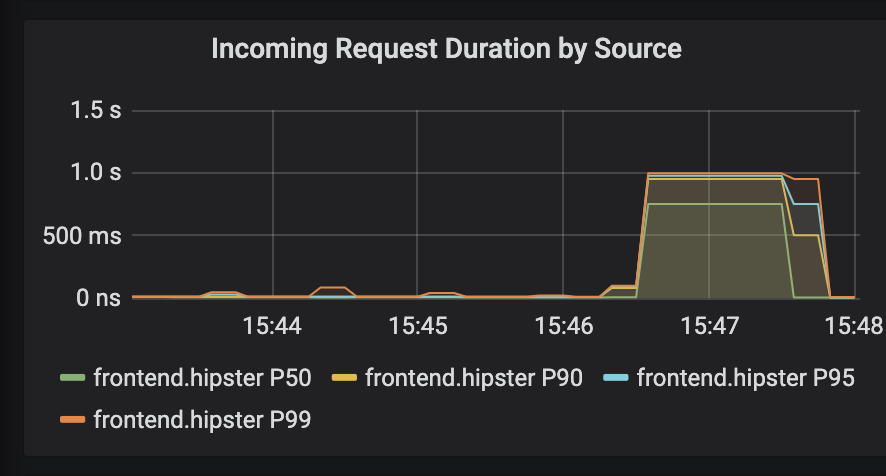 Incoming Request Duration by Source
1.5 s
1.0 s
500 ms
0 ns
15:44 15:45 15:46 15:47 15:48
frontend.hipster P50 frontend.hipster P90 frontend.hipster P95
frontend.hipster P99